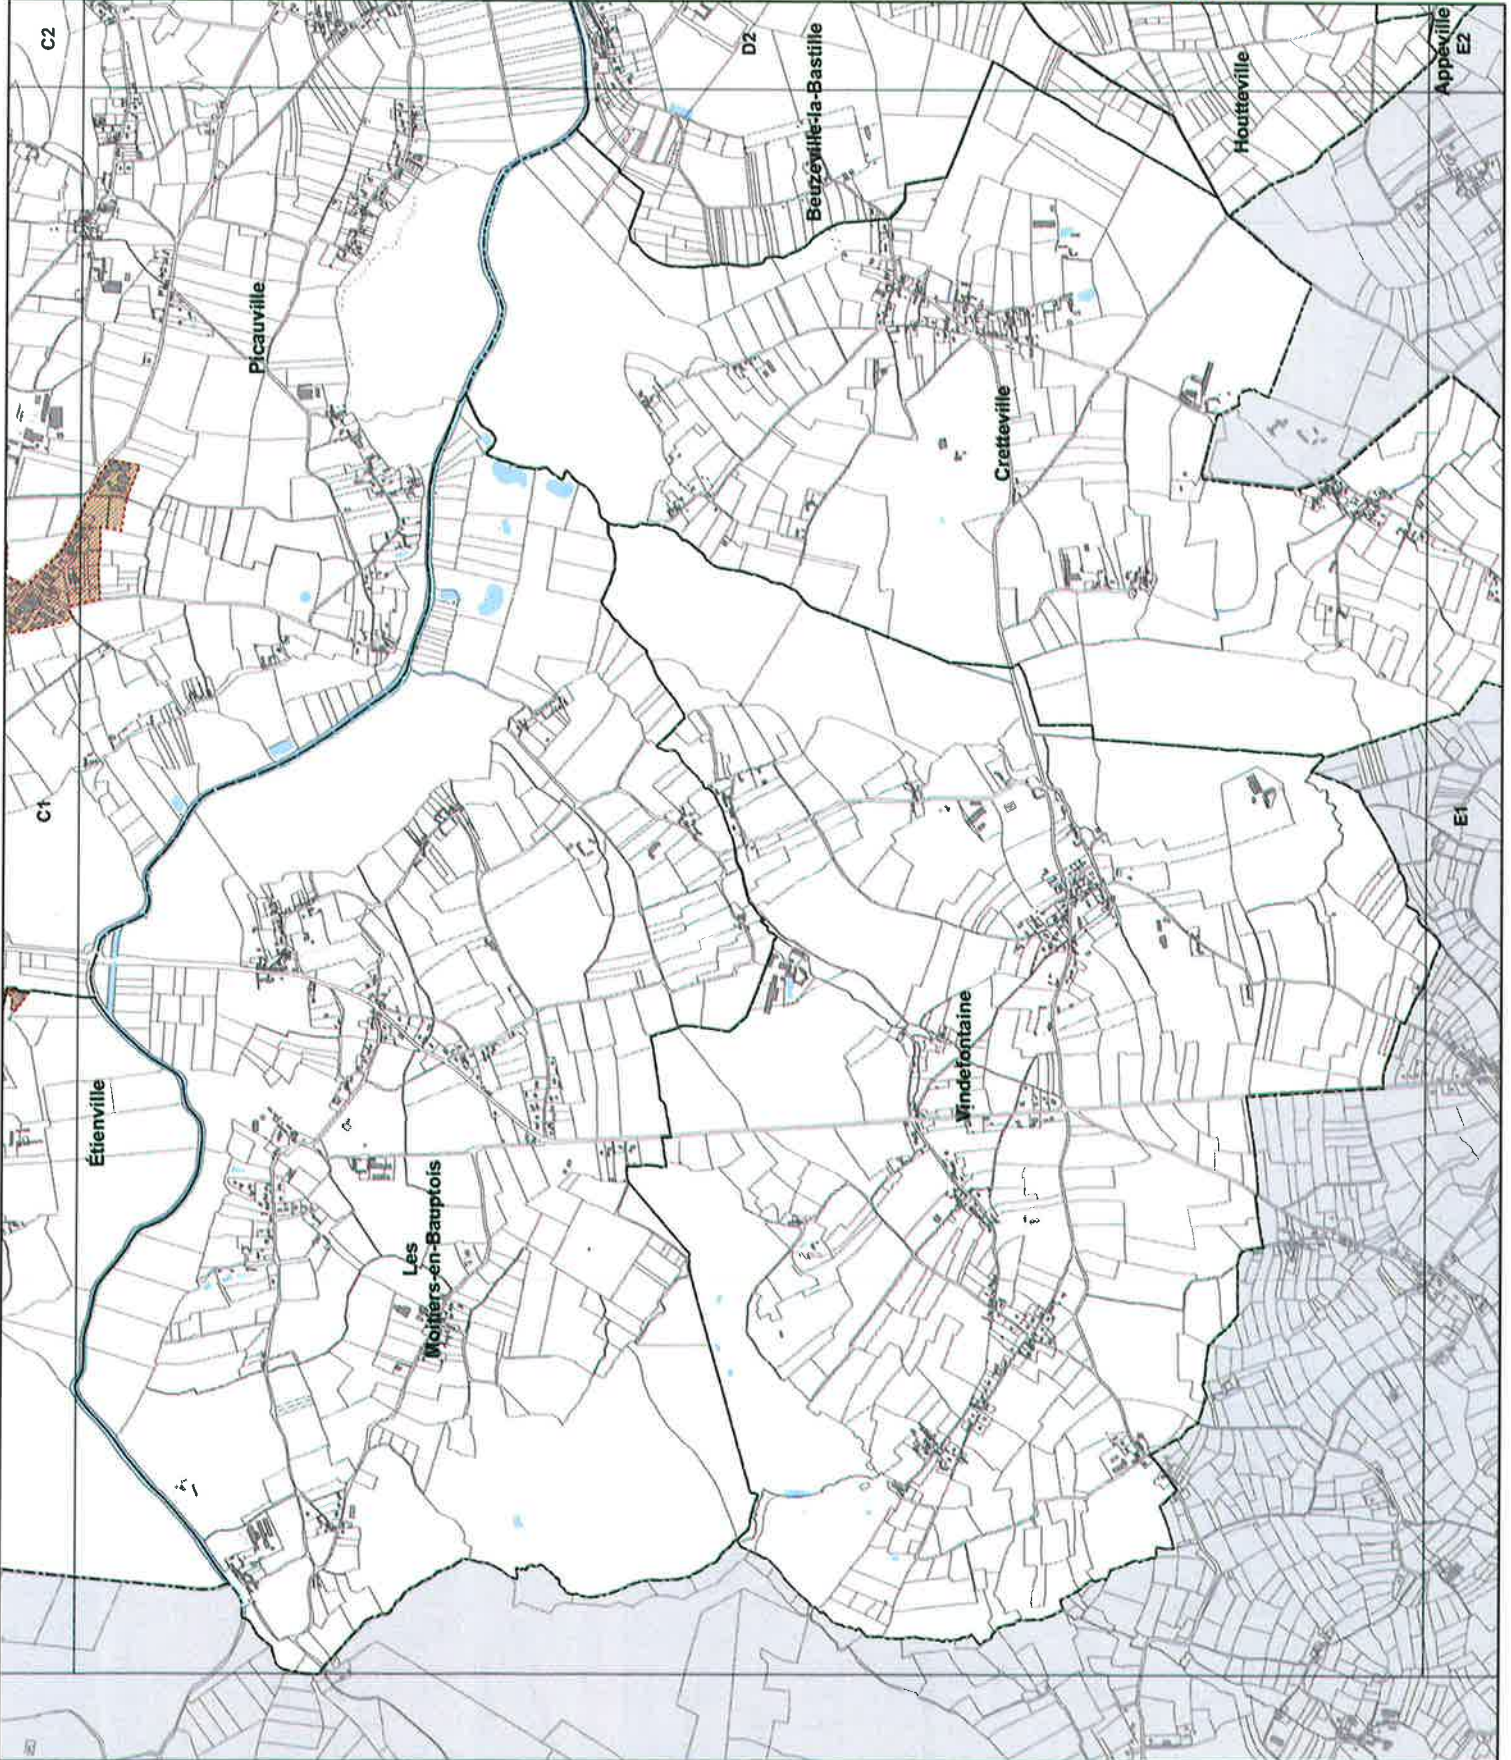 C1
C2
Étienville
Picauville
Les
Moitiers-en-Bauptois
D2
Beuzeville-la-Bastille
Vindefontaine
Cretteville
Houtteville
E1
Appeville
E2